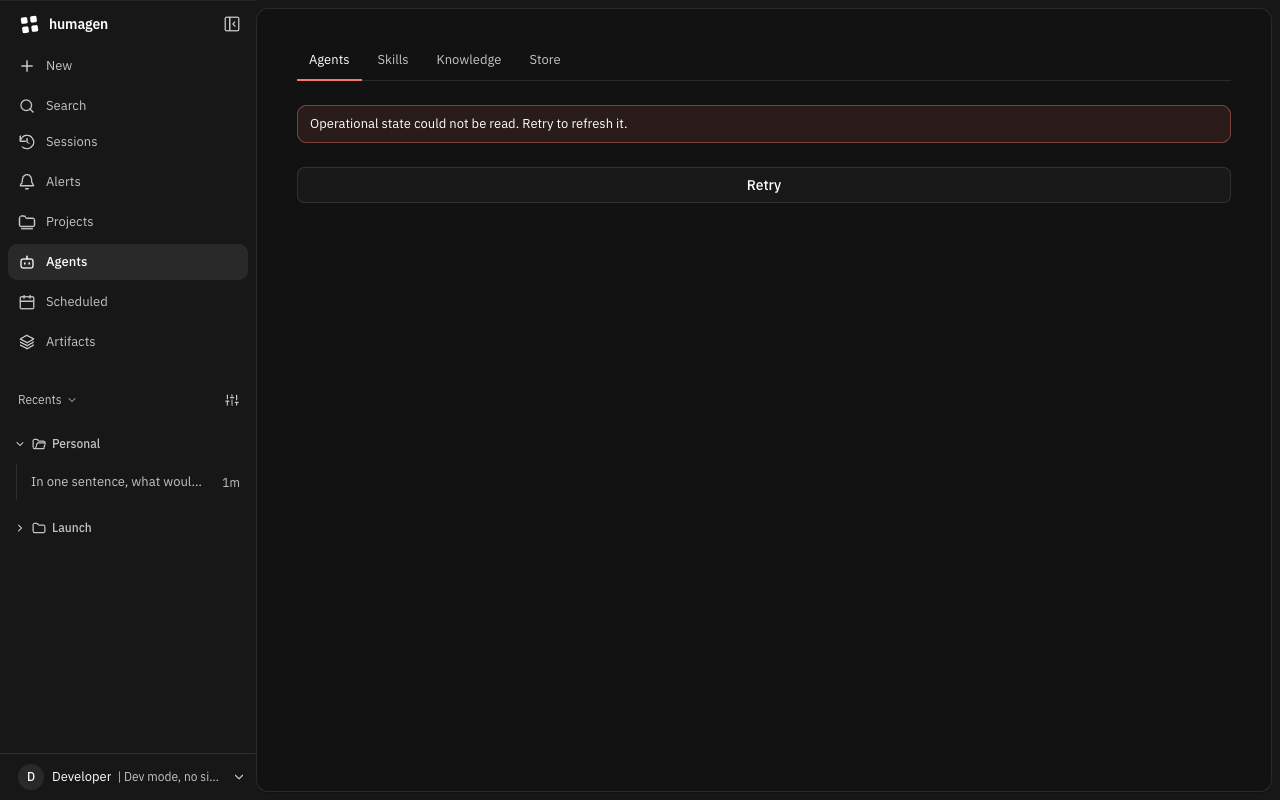 humagen
New
Search
Sessions
Alerts
Projects
Agents
Scheduled
Artifacts
Recents
Personal
In one sentence, what woul... 1m
Launch
D Developer | Dev mode, no si...
Agents Skills Knowledge Store
Operational state could not be read. Retry to refresh it.
Retry